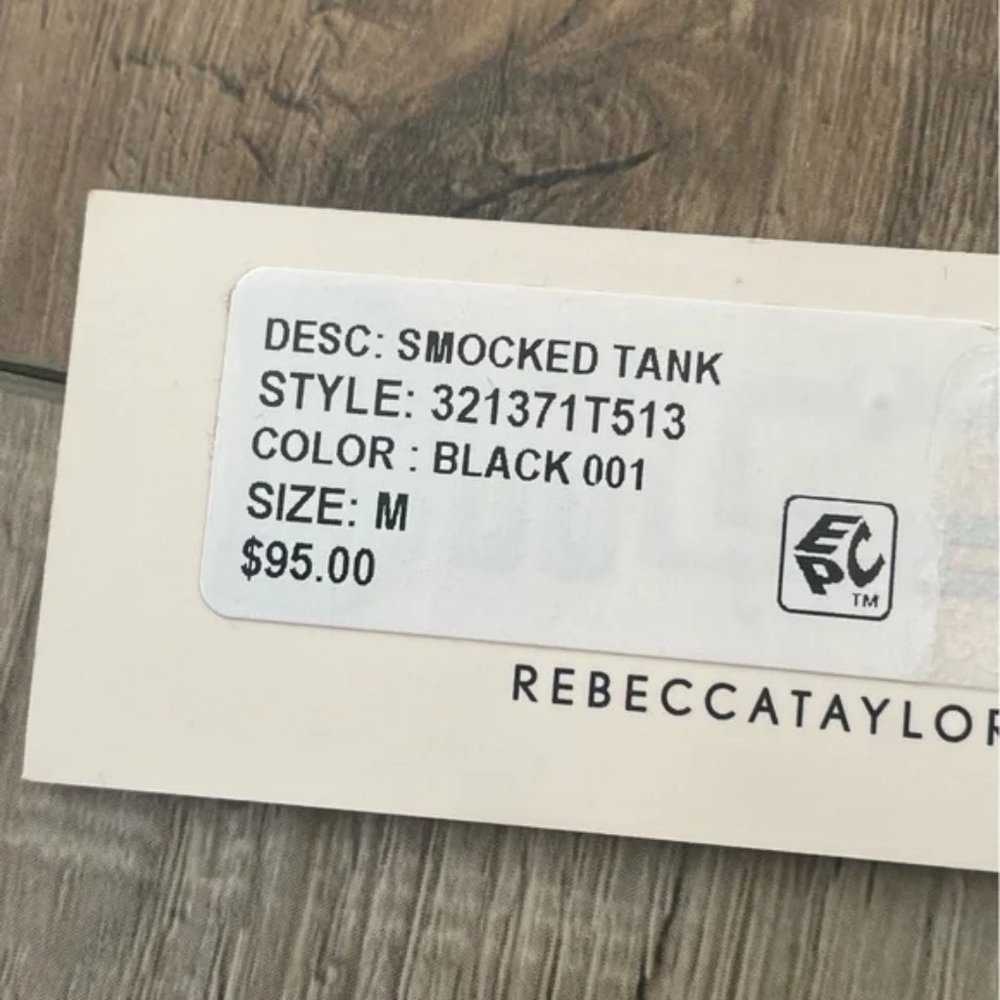 DESC: SMOCKED TANK
STYLE: 321371T513
COLOR : BLACK 001
SIZE: M
$95.00
EPC
TM
REBECCATAYLOR